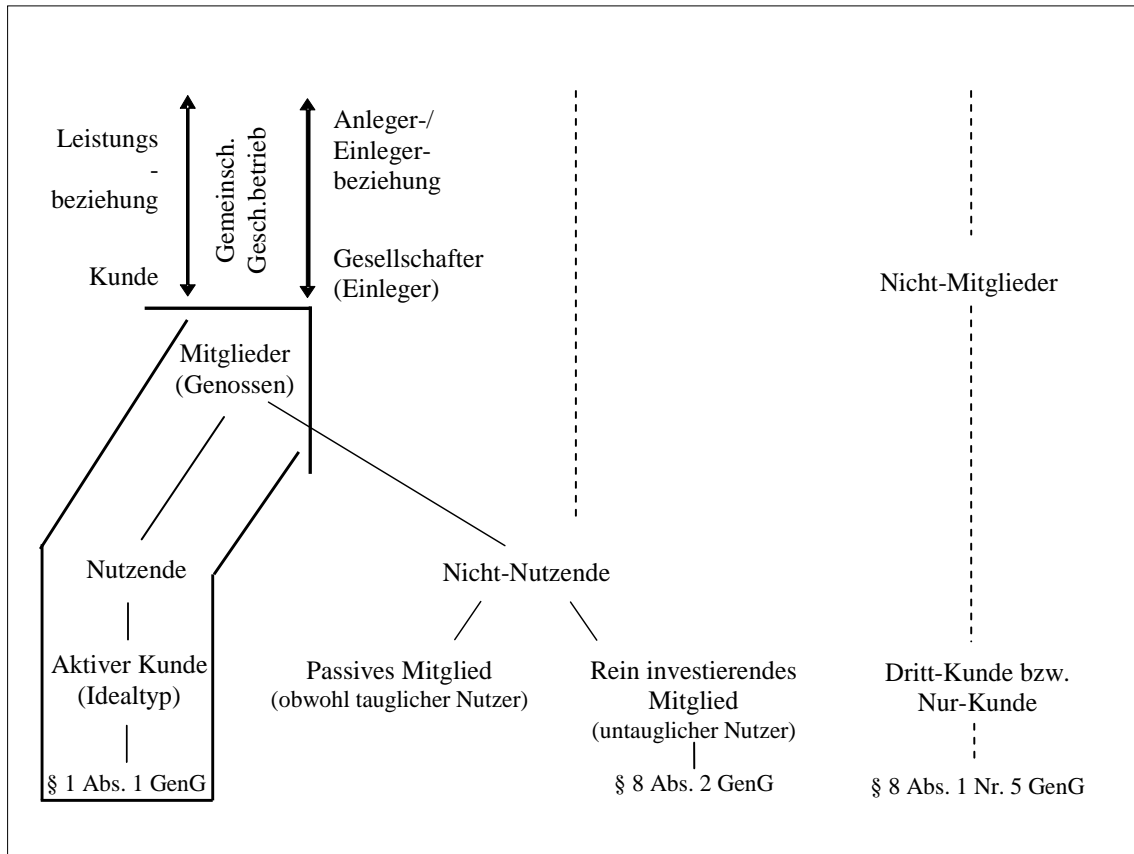 Leistungs
-
beziehung
Kunde
Gemeinsch.
Gesch.betrieb
Anleger-/
Einleger-
beziehung
Gesellschafter
(Einleger)
Nicht-Mitglieder
Mitglieder
(Genossen)
Nutzende
Nicht-Nutzende
Aktiver Kunde
(Idealtyp)
Passives Mitglied
(obwohl tauglicher Nutzer)
Rein investierendes
Mitglied
(untauglicher Nutzer)
Dritt-Kunde bzw.
Nur-Kunde
§ 1 Abs. 1 GenG
§ 8 Abs. 2 GenG
§ 8 Abs. 1 Nr. 5 GenG